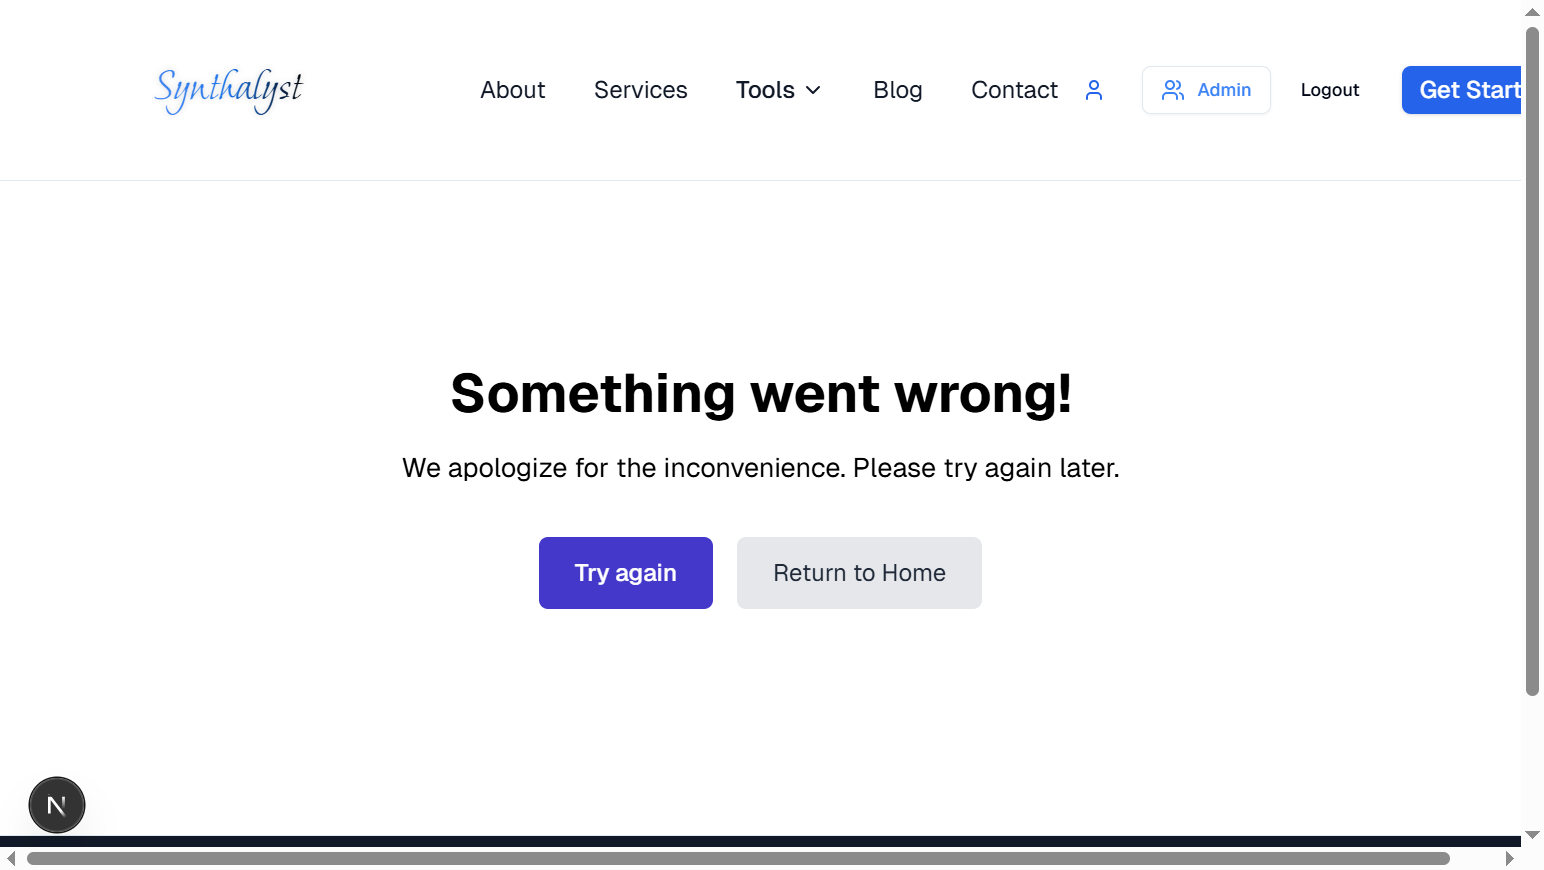 Synthalyst
About Services Tools Blog Contact Admin Logout Get Start
Something went wrong!
We apologize for the inconvenience. Please try again later.
Try again Return to Home
N